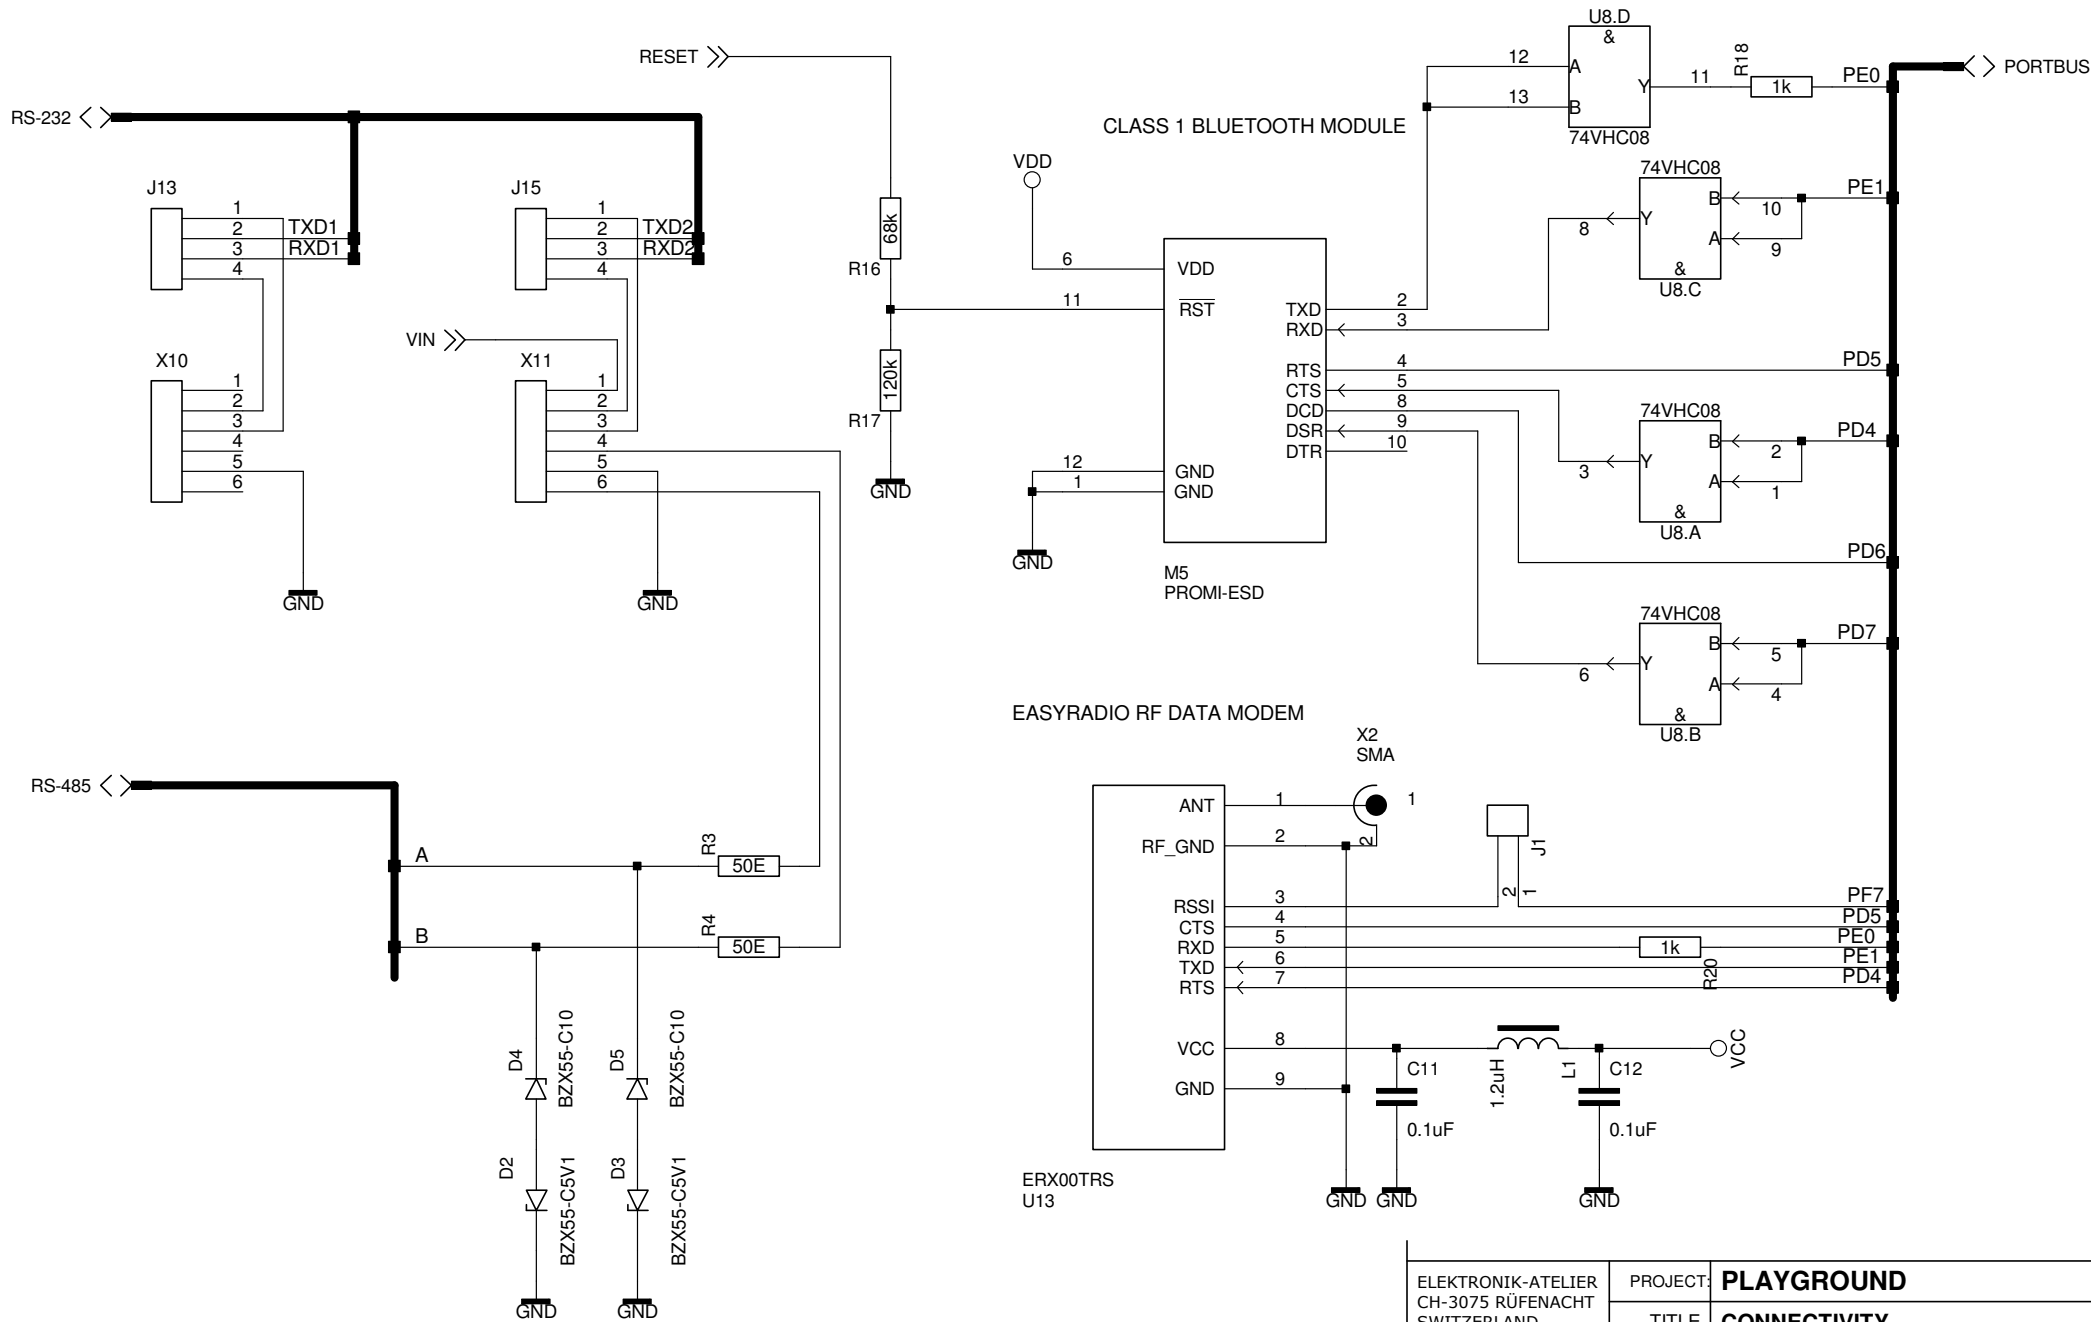 RS-232
RESET
PORTBUS
CLASS 1 BLUETOOTH MODULE
U8.D
&
A
B
Y
12
13
11
74VHC08
R18
1k
PE0
J13
1
2
3
4
TXD1
RXD1
J15
1
2
3
4
TXD2
RXD2
X10
1
2
3
4
5
6
GND
VIN
X11
1
2
3
4
5
6
GND
68k
R16
120k
R17
GND
VDD
6
11
12
1
GND
VDD
RST
GND
GND
TXD
RXD
RTS
CTS
DCD
DSR
DTR
2
3
4
5
8
9
10
M5
PROMI-ESD
74VHC08
B
A
Y
&
U8.C
10
9
8
PE1
PD5
74VHC08
B
A
Y
&
U8.A
2
1
3
PD4
PD6
74VHC08
B
A
Y
&
U8.B
5
4
6
PD7
RS-485
A
B
R3
50E
R4
50E
D4
BZX55-C10
D5
BZX55-C10
D2
BZX55-C5V1
D3
BZX55-C5V1
GND
GND
EASYRADIO RF DATA MODEM
X2
SMA
1
2
ANT
RF_GND
RSSI
CTS
RXD
TXD
RTS
VCC
GND
1
2
3
4
5
6
7
8
9
J1
2
1
1k
R20
PF7
PD5
PE0
PE1
PD4
ERX00TRS
U13
C11
0.1uF
1.2uH
L1
C12
0.1uF
VCC
GND
GND
GND
ELEKTRONIK-ATELIER
CH-3075 RÜFENACHT
SWITZERLAND
PROJECT: PLAYGROUND
TITLE CONNECTIVITY